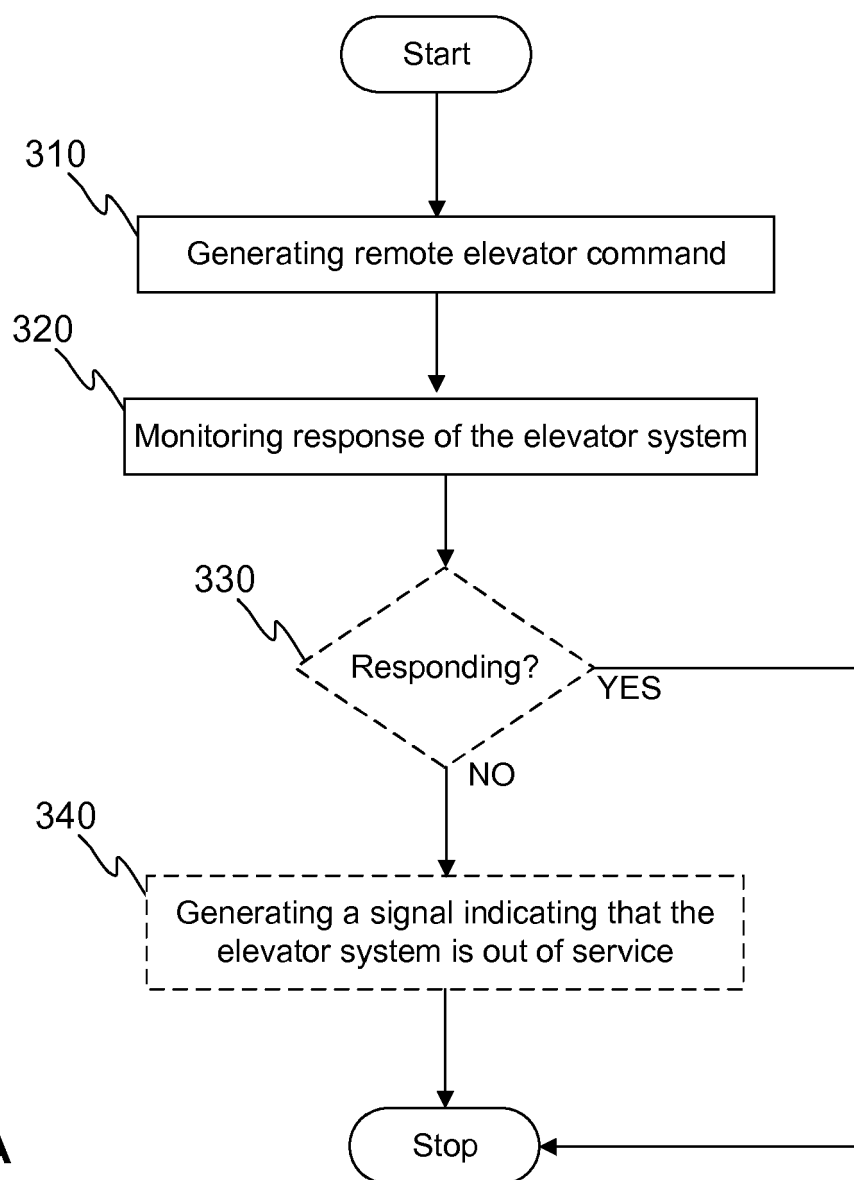 Start
310
Generating remote elevator command
320
Monitoring response of the elevator system
330
Responding?
YES
NO
340
Generating a signal indicating that the
elevator system is out of service
Stop
A